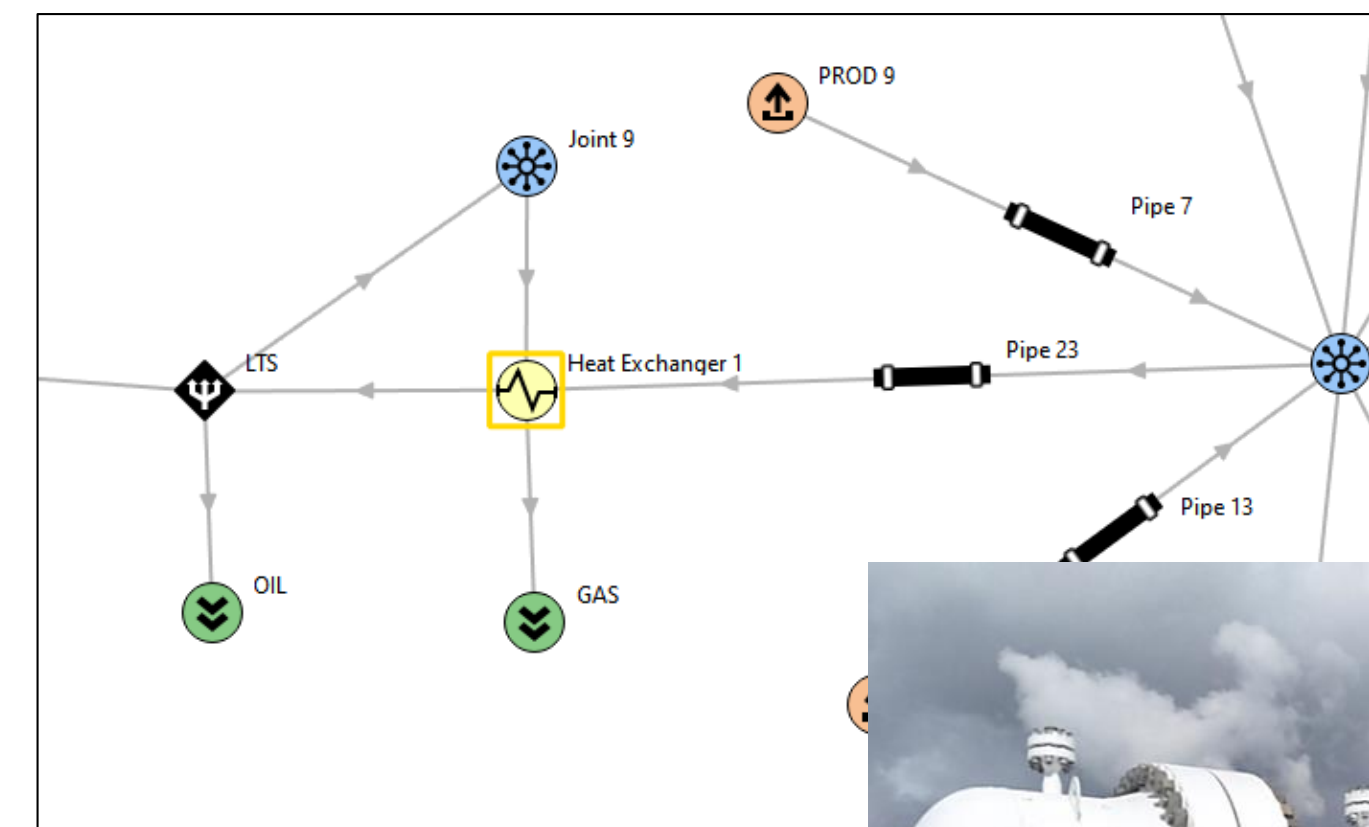 PROD 9
Joint 9
Pipe 7
LTS
Heat Exchanger 1
Pipe 23
Pipe 13
OIL
GAS